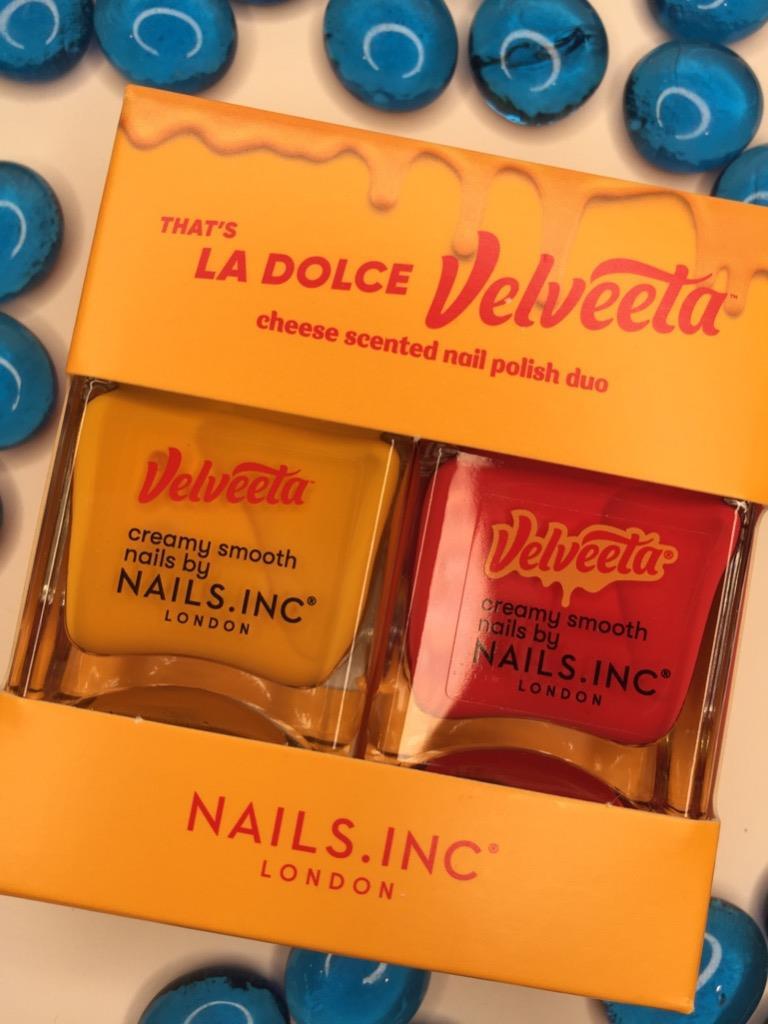 THAT'S
LA DOLCE Velveeta™
cheese scented nail polish duo
Velveeta
creamy smooth
nails by
NAILS.INC®
LONDON
Velveeta®
creamy smooth
nails by
NAILS.INC®
LONDON
NAILS.INC®
LONDON